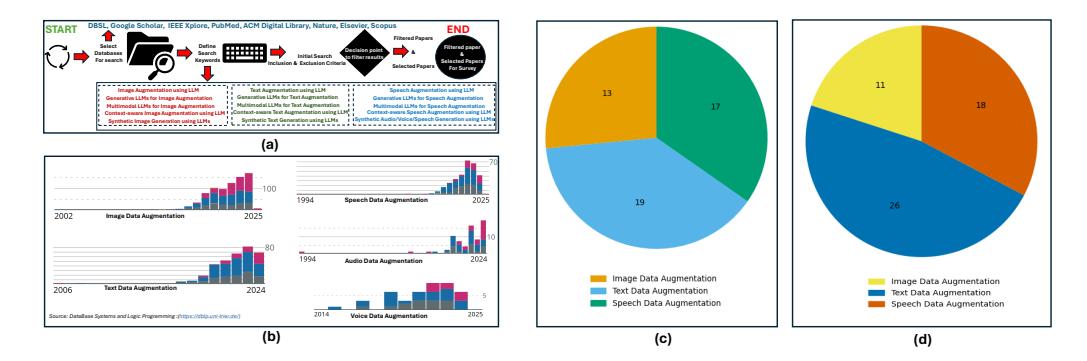 START
DBSL, Google Scholar, IEEE Xplore, PubMed, ACM Digital Library, Nature, Elsevier, Scopus
END
Select
Databases
For search
Define
Search
Keywords
Initial Search
Inclusion & Exclusion Criteria
Decision point
to filter results
Filtered Papers
&
Selected Papers
Filtered paper
&
Selected Papers
For Survey
Image Augmentation using LLM
Generative LLMs for Image Augmentation
Multimodal LLMs for Image Augmentation
Context-aware Image Augmentation using LLM
Synthetic Image Generation using LLMs
Text Augmentation using LLM
Generative LLMs for Text Augmentation
Multimodal LLMs for Text Augmentation
Context-aware Text Augmentation using LLM
Synthetic Text Generation using LLMs
Speech Augmentation using LLM
Generative LLMs for Speech Augmentation
Multimodal LLMs for Speech Augmentation
Context-aware Speech Augmentation using LLM
Synthetic Audio/Voice/Speech Generation using LLMs
(a)
100
2002
Image Data Augmentation
2025
70
1994
Speech Data Augmentation
2025
80
2006
Text Data Augmentation
2024
10
1994
Audio Data Augmentation
2024
5
2014
Voice Data Augmentation
2025
Source: DataBase Systems and Logic Programming :(https://dblp.uni-trier.de/)
(b)
13
17
19
Image Data Augmentation
Text Data Augmentation
Speech Data Augmentation
(c)
11
18
26
Image Data Augmentation
Text Data Augmentation
Speech Data Augmentation
(d)